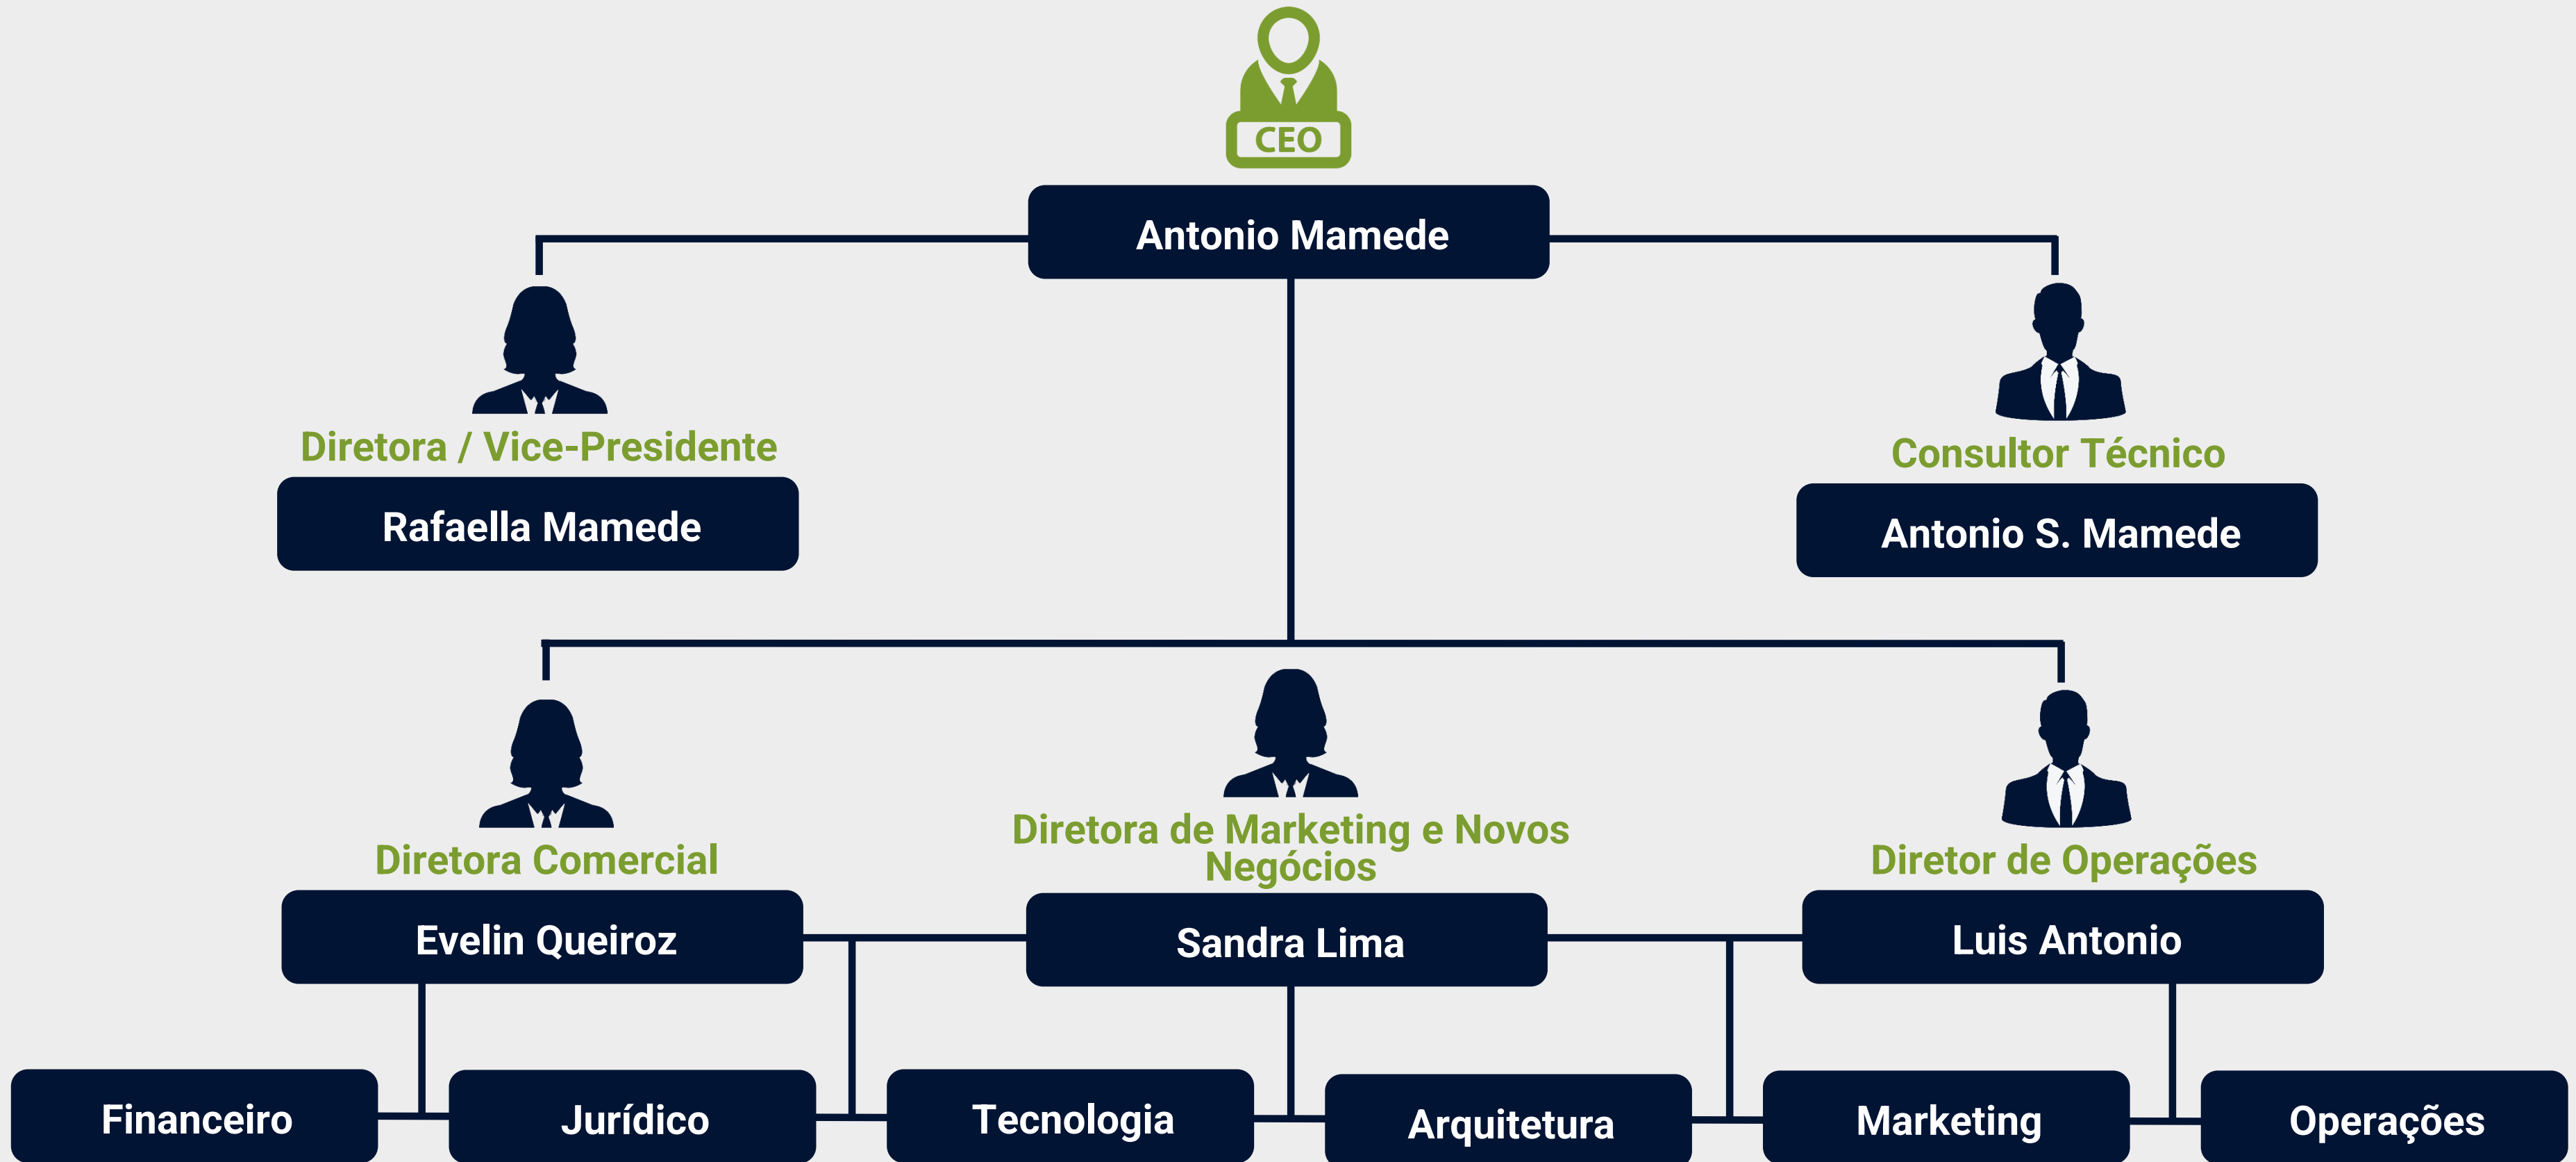 CEO
Antonio Mamede
Diretora / Vice-Presidente
Rafaella Mamede
Consultor Técnico
Antonio S. Mamede
Diretora Comercial
Evelin Queiroz
Diretora de Marketing e Novos
Negócios
Sandra Lima
Diretor de Operações
Luis Antonio
Financeiro
Jurídico
Tecnologia
Arquitetura
Marketing
Operações